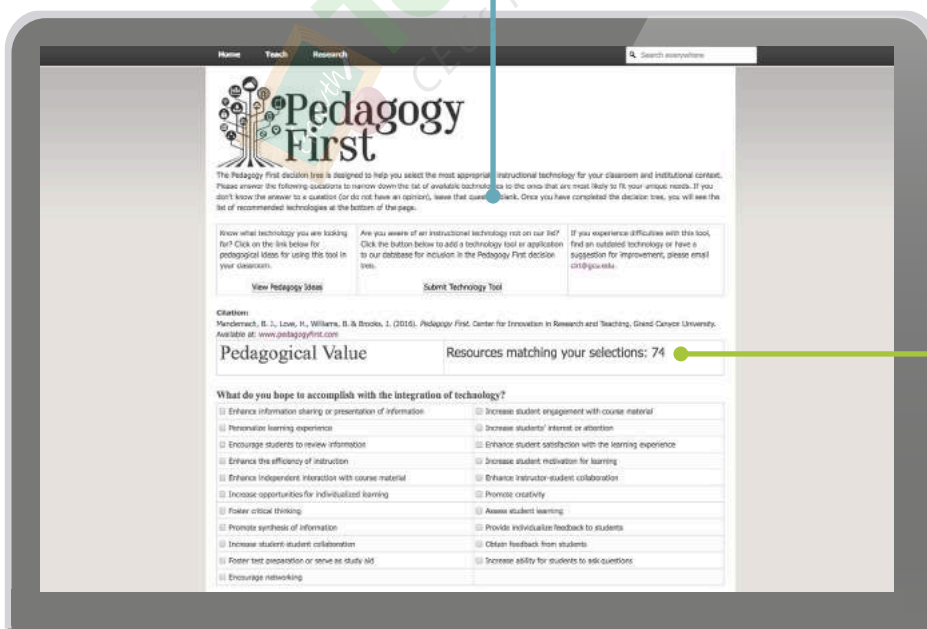 Home Teach Research Search everywhere
Pedagogy
First
The Pedagogy First decision tree is designed to help you select the most appropriate instructional technology for your classroom and institutional context.
Please answer the following questions to narrow down the list of available technologies to the ones that are most likely to fit your unique needs. If you
don't know the answer to a question (or do not have an opinion), leave that question blank. Once you have completed the decision tree, you will see the
list of recommended technologies at the bottom of the page.
Know what technology you are looking
for? Click on the link below for
pedagogical ideas for using this tool in
your classroom.
View Pedagogy Ideas
Are you aware of an instructional technology not on our list?
Click the button below to add a technology tool or application
to our database for inclusion in the Pedagogy First decision
tree.
Submit Technology Tool
If you experience difficulties with this tool,
find an outdated technology or have a
suggestion for improvement, please email
cirt@gcu.edu.
Citation:
Mandernach, B. J., Love, H., Williams, B. & Brooks, J. (2016). Pedagogy First. Center for Innovation in Research and Teaching, Grand Canyon University.
Available at: www.pedagogyfirst.com
Pedagogical Value
Resources matching your selections: 74
What do you hope to accomplish with the integration of technology?
Enhance information sharing or presentation of information
Increase student engagement with course material
Personalize learning experience
Increase students' interest or attention
Encourage students to review information
Enhance student satisfaction with the learning experience
Enhance the efficiency of instruction
Increase student motivation for learning
Enhance independent interaction with course material
Enhance instructor-student collaboration
Increase opportunities for individualized learning
Promote creativity
Foster critical thinking
Assess student learning
Promote synthesis of information
Provide individualize feedback to students
Increase student-student collaboration
Obtain feedback from students
Foster test preparation or serve as study aid
Increase ability for students to ask questions
Encourage networking